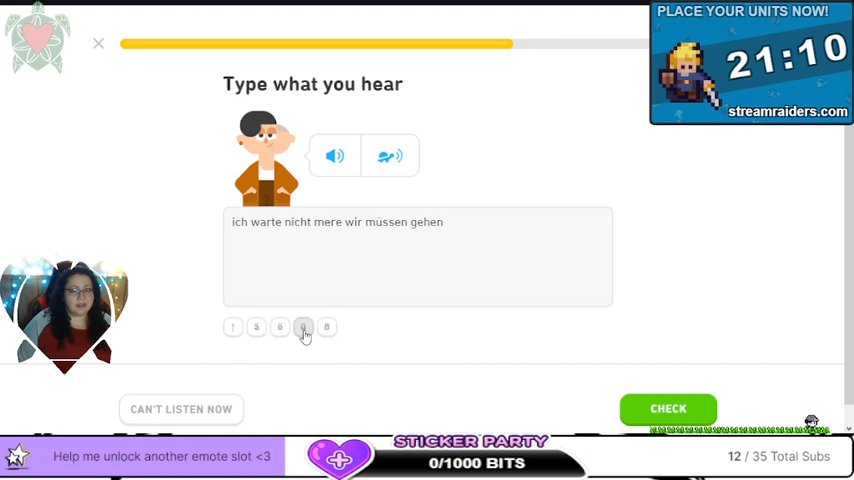 PLACE YOUR UNITS NOW!
21:10
streamraiders.com
Type what you hear
ich warte nicht mere wir müssen gehen
↑ ä ö ü ß
CAN'T LISTEN NOW
CHECK
Help me unlock another emote slot <3
STICKER PARTY
0/1000 BITS
12 / 35 Total Subs